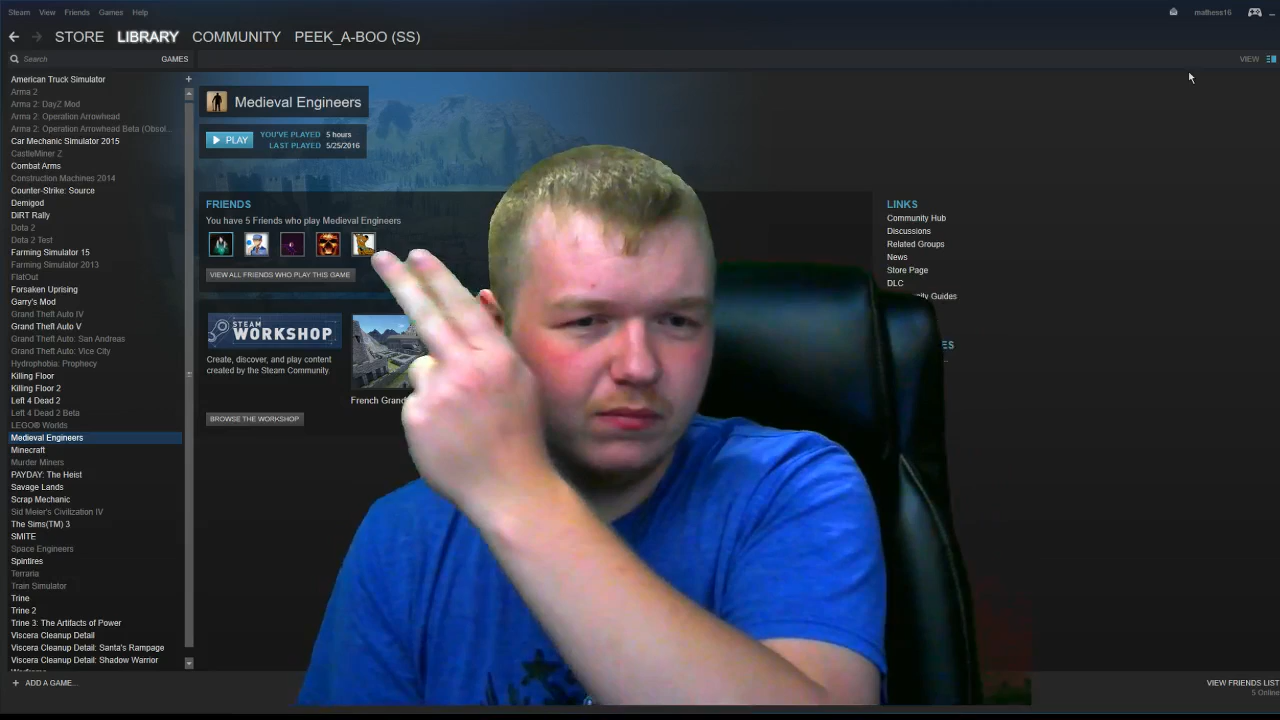 Steam View Friends Games Help
mathess16
STORE LIBRARY COMMUNITY PEEK_A-BOO (SS)
Search GAMES
VIEW
American Truck Simulator
Arma 2
Arma 2: DayZ Mod
Arma 2: Operation Arrowhead
Arma 2: Operation Arrowhead Beta (Obsol...
Car Mechanic Simulator 2015
CastleMiner Z
Combat Arms
Construction Machines 2014
Counter-Strike: Source
Demigod
DiRT Rally
Dota 2
Dota 2 Test
Farming Simulator 15
Farming Simulator 2013
FlatOut
Forsaken Uprising
Garry's Mod
Grand Theft Auto IV
Grand Theft Auto V
Grand Theft Auto: San Andreas
Grand Theft Auto: Vice City
Hydrophobia: Prophecy
Killing Floor
Killing Floor 2
Left 4 Dead 2
Left 4 Dead 2 Beta
LEGO® Worlds
Medieval Engineers
Minecraft
Murder Miners
PAYDAY: The Heist
Savage Lands
Scrap Mechanic
Sid Meier's Civilization IV
The Sims(TM) 3
SMITE
Space Engineers
Spintires
Terraria
Train Simulator
Trine
Trine 2
Trine 3: The Artifacts of Power
Viscera Cleanup Detail
Viscera Cleanup Detail: Santa's Rampage
Viscera Cleanup Detail: Shadow Warrior
+ ADD A GAME...
Medieval Engineers
PLAY
YOU'VE PLAYED 5 hours
LAST PLAYED 5/25/2016
FRIENDS
You have 5 Friends who play Medieval Engineers
VIEW ALL FRIENDS WHO PLAY THIS GAME
STEAM WORKSHOP
Create, discover, and play content
created by the Steam Community.
BROWSE THE WORKSHOP
French Grand
LINKS
Community Hub
Discussions
Related Groups
News
Store Page
DLC
Guides
VIEW FRIENDS LIST
5 Online